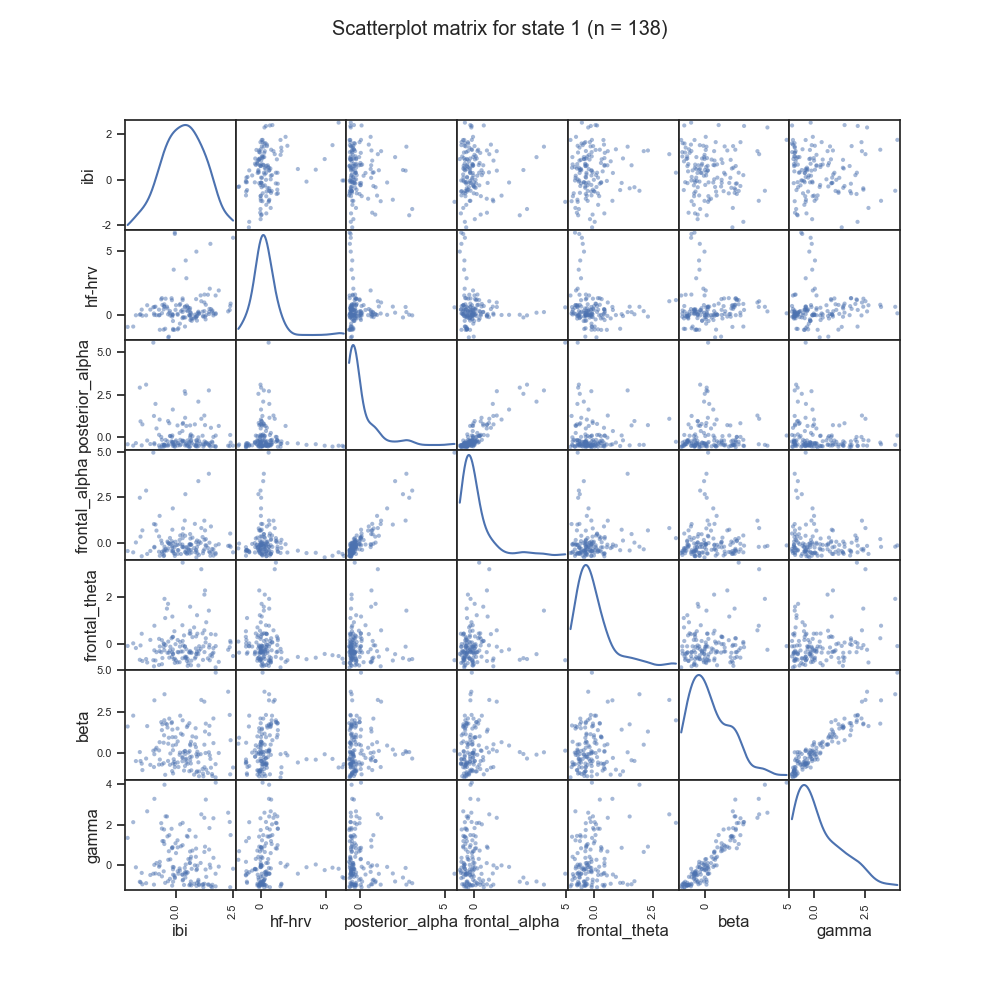 Scatterplot matrix for state 1 (n = 138)
ibi
2
0
-2
hf-hrv
5
0
posterior_alpha
5.0
2.5
0.0
frontal_alpha
5.0
2.5
0.0
frontal_theta
2
0
beta
5.0
2.5
0.0
gamma
4
2
0
0.0 2.5 0 5 0 5 0 5 0.0 2.5 0 5 0.0 2.5
ibi hf-hrv posterior_alpha frontal_alpha frontal_theta beta gamma